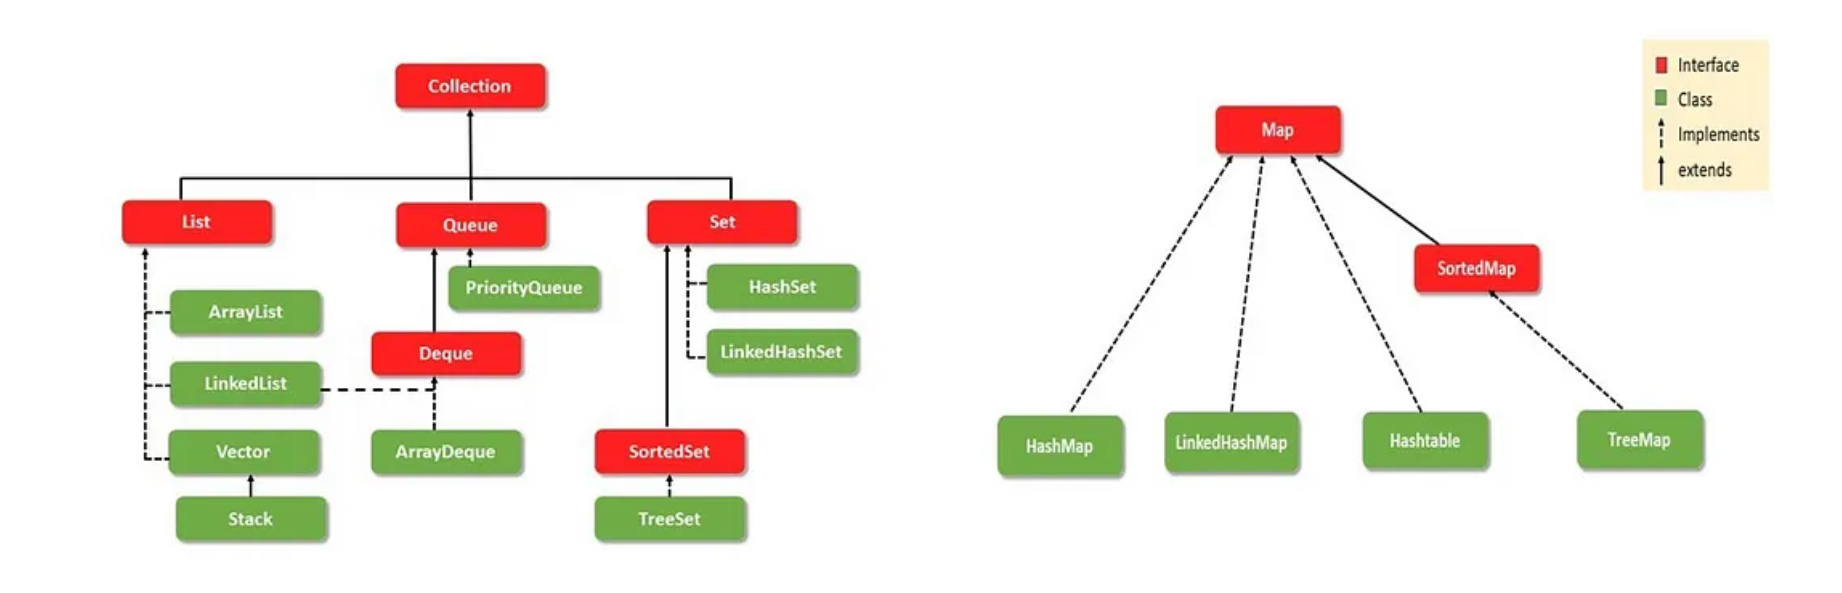 Collection
List
Queue
Set
PriorityQueue
HashSet
ArrayList
Deque
LinkedHashSet
LinkedList
Vector
ArrayDeque
SortedSet
Stack
TreeSet
Map
SortedMap
HashMap
LinkedHashMap
Hashtable
TreeMap
Interface
Class
Implements
extends